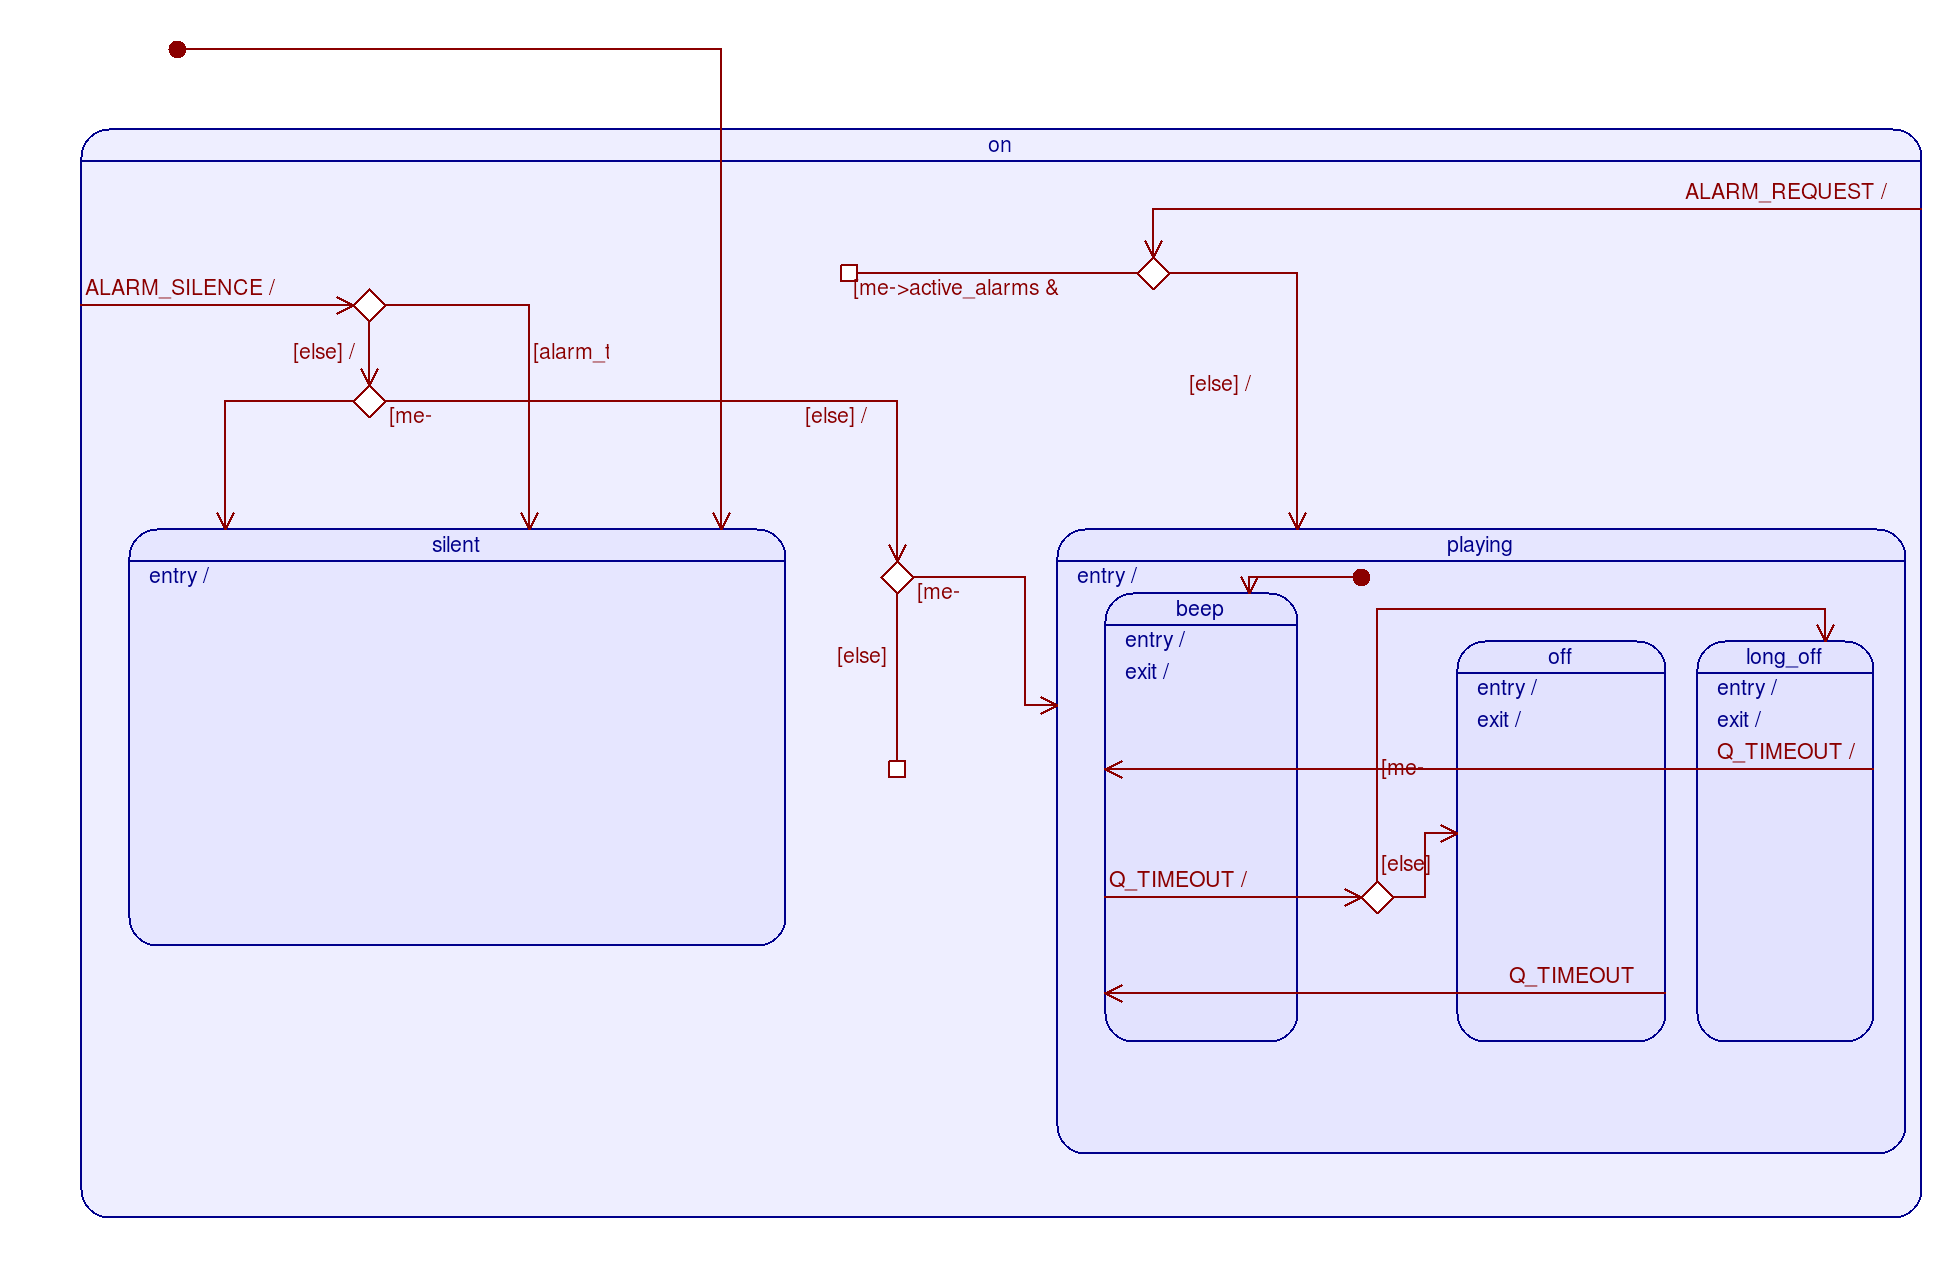 on
ALARM_REQUEST /
ALARM_SILENCE /
[me->active_alarms &
[else] /
[alarm_t
[else] /
[me-
[else] /
silent
entry /
playing
entry /
[me-
[else]
beep
entry /
exit /
off
entry /
exit /
long_off
entry /
exit /
Q_TIMEOUT /
[me-
[else]
Q_TIMEOUT /
Q_TIMEOUT